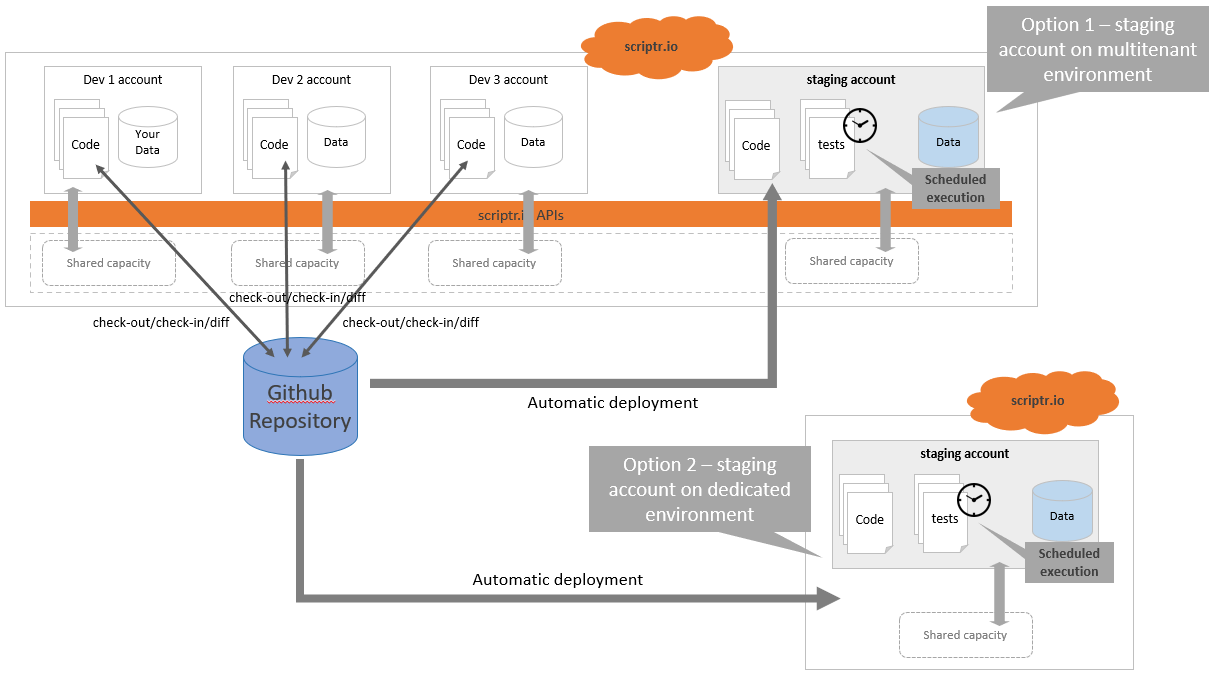 scriptr.io
Option 1 – staging
account on multitenant
environment
Dev 1 account
Dev 2 account
Dev 3 account
staging account
Code
Your
Data
Code
Data
Code
Data
Code
tests
Data
Scheduled
execution
scriptr.i APIs
Shared capacity
Shared capacity
Shared capacity
Shared capacity
check-out/check-in/diff
check-out/check-in/diff
check-out/check-in/diff
Github
Repository
Automatic deployment
scriptr.io
Option 2 – staging
account on dedicated
environment
staging account
Code
tests
Data
Scheduled
execution
Automatic deployment
Shared capacity